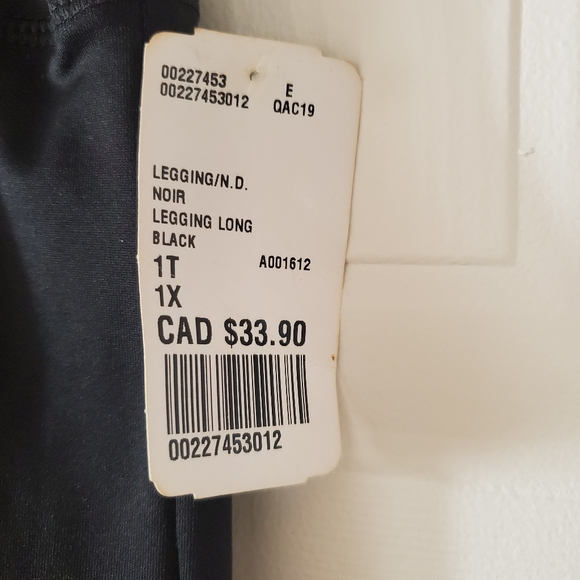 00227453 E
00227453012 QAC19
LEGGING/N.D.
NOIR
LEGGING LONG
BLACK
1T A001612
1X
CAD $33.90
00227453012